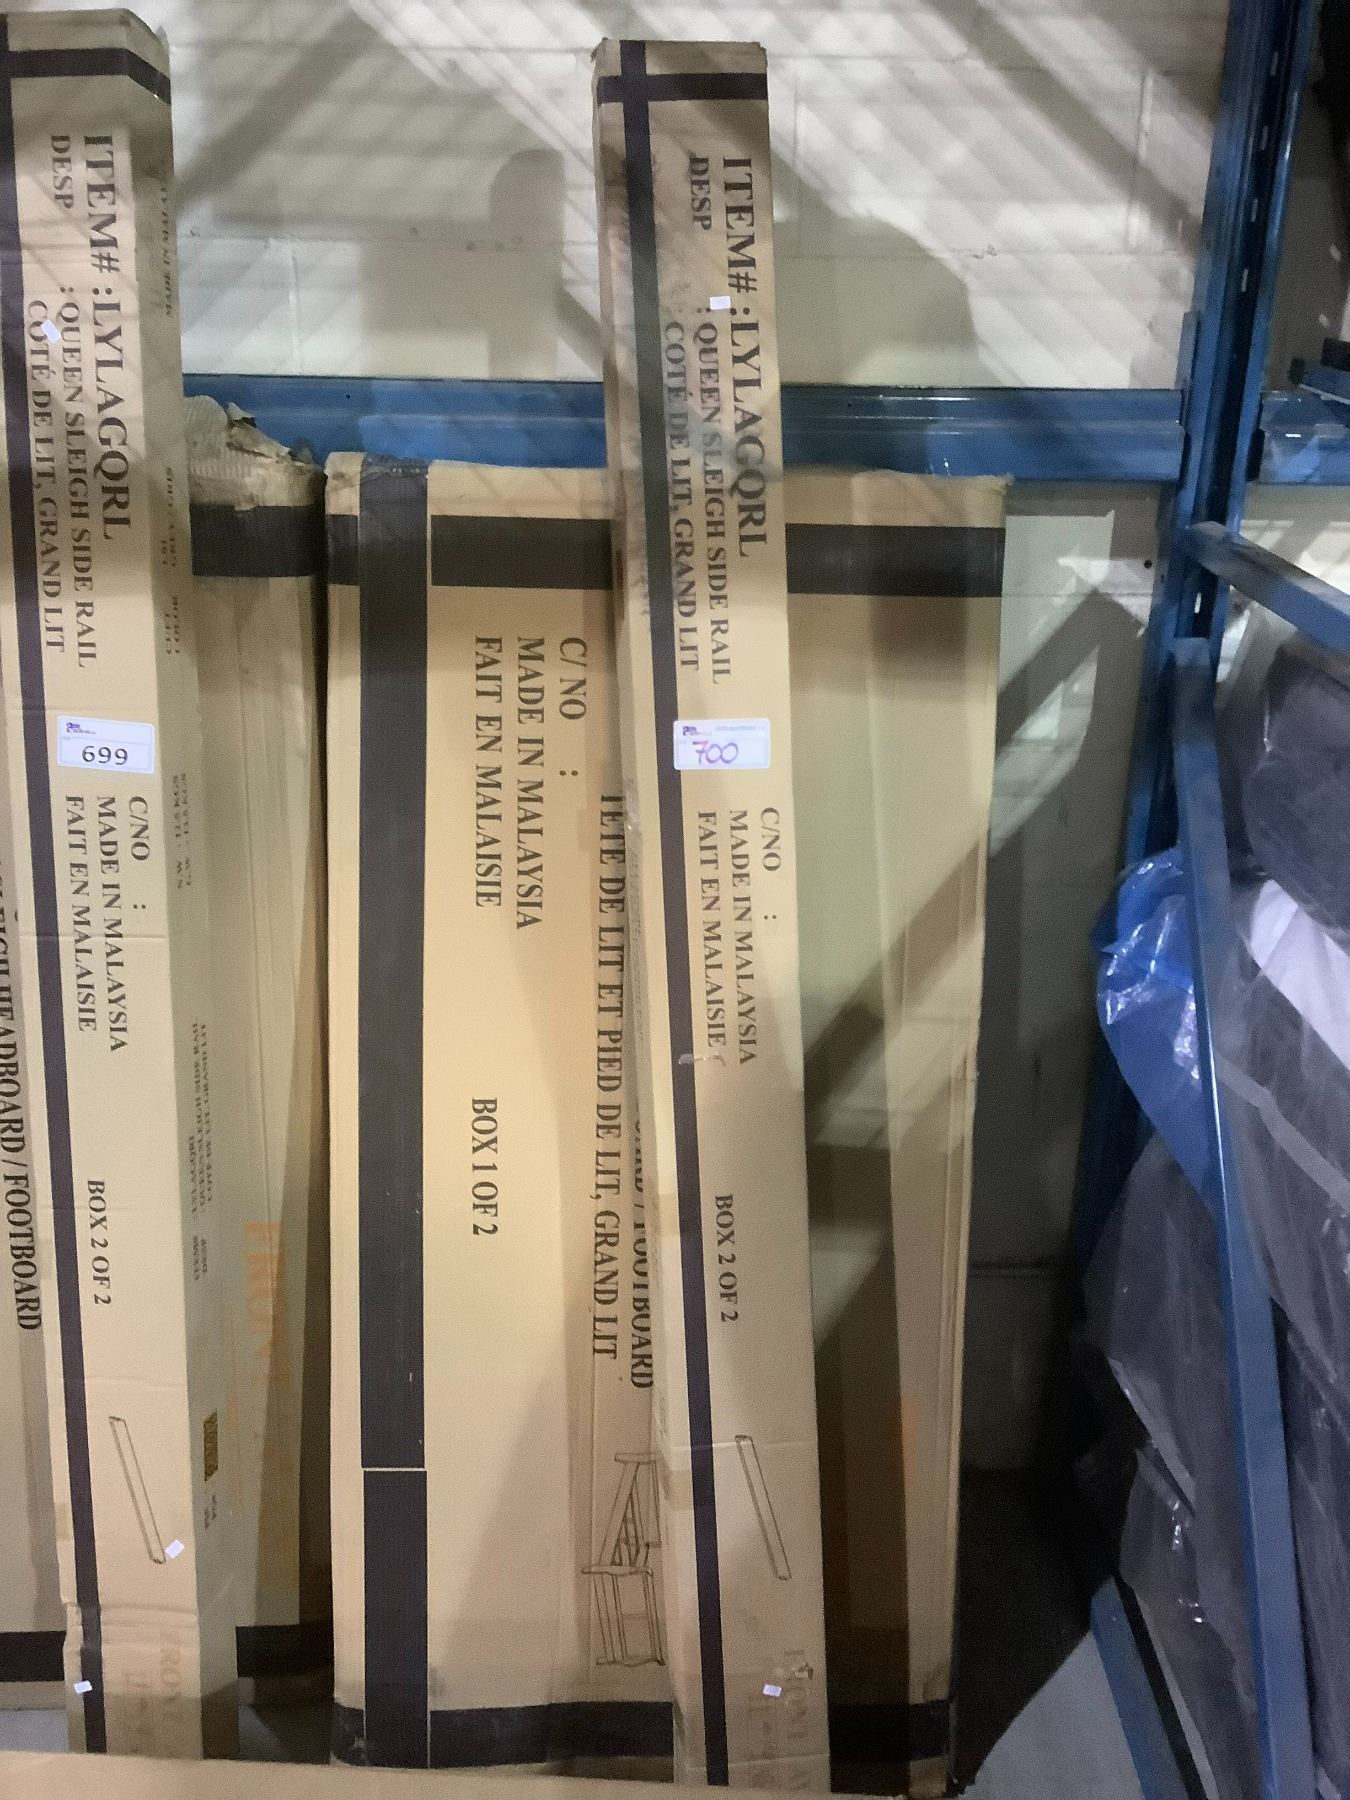 ITEM# :LYLAGQRL
DESP : QUEEN SLEIGH SIDE RAIL
COTÉ DE LIT, GRAND LIT
699
C/NO :
MADE IN MALAYSIA
FAIT EN MALAISIE
BOX 2 OF 2
HEADBOARD / FOOTBOARD
C/ NO :
MADE IN MALAYSIA
FAIT EN MALAISIE
BOX 1 OF 2
TETE DE LIT ET PIED DE LIT, GRAND LIT
FOOTBOARD
ITEM# :LYLAGQRL
DESP : QUEEN SLEIGH SIDE RAIL
COTÉ DE LIT, GRAND LIT
700
C/NO :
MADE IN MALAYSIA
FAIT EN MALAISIE
BOX 2 OF 2